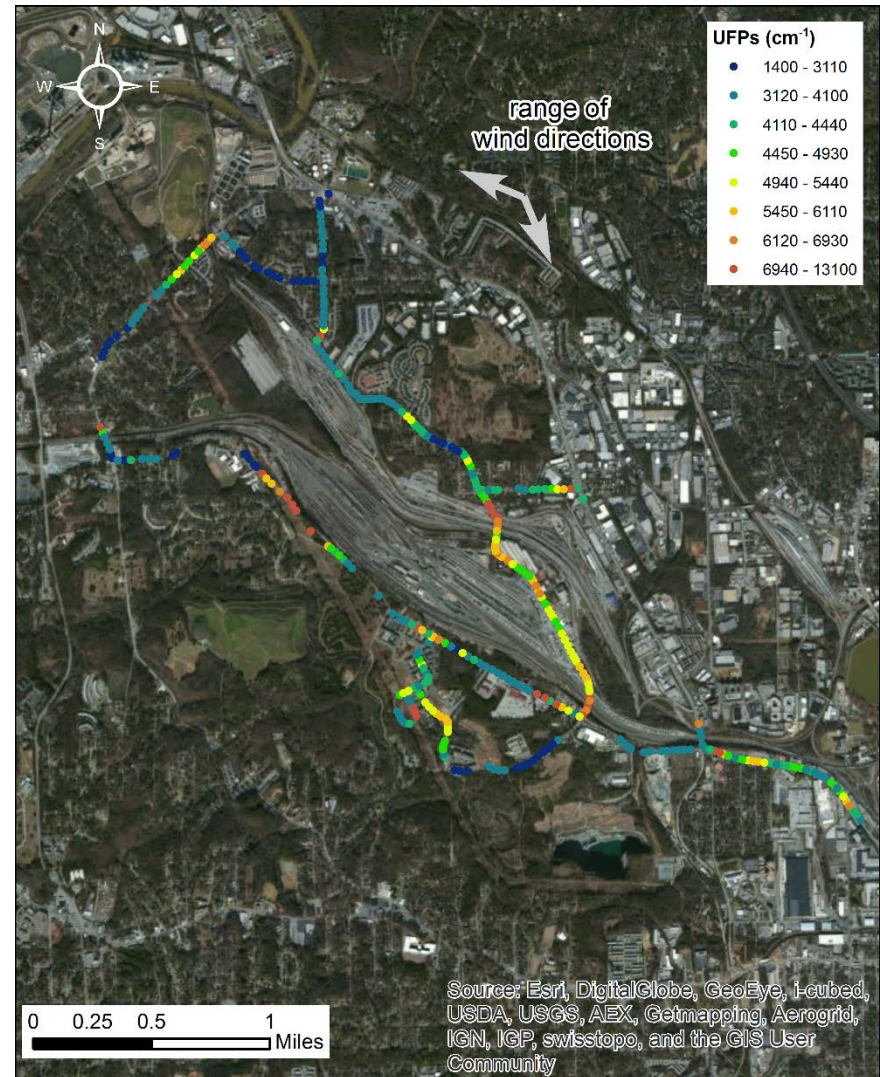 N
W E
S
range of
wind directions
UFPs (cm⁻¹)
1400 - 3110
3120 - 4100
4110 - 4440
4450 - 4930
4940 - 5440
5450 - 6110
6120 - 6930
6940 - 13100
0 0.25 0.5 1
Miles
Source: Esri, DigitalGlobe, GeoEye, i-cubed,
USDA, USGS, AEX, Getmapping, Aerogrid,
IGN, IGP, swisstopo, and the GIS User
Community